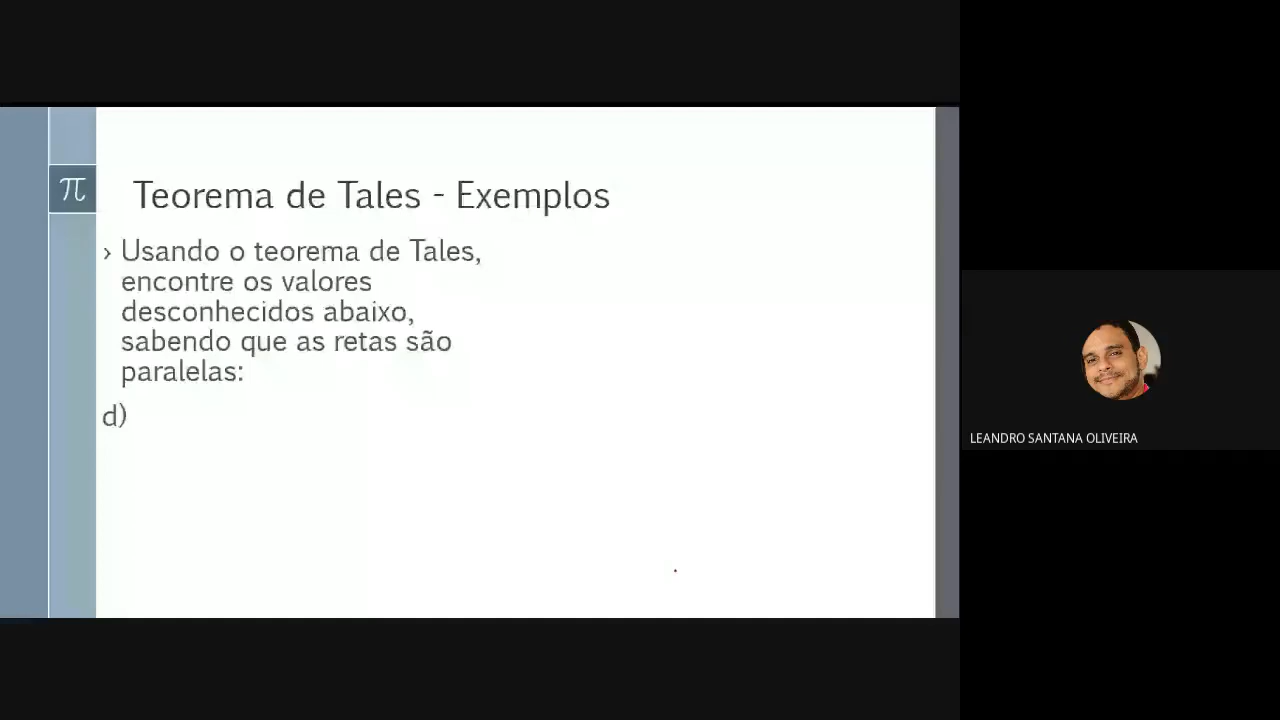 π
Teorema de Tales - Exemplos
› Usando o teorema de Tales,
encontre os valores
desconhecidos abaixo,
sabendo que as retas são
paralelas:
d)
LEANDRO SANTANA OLIVEIRA